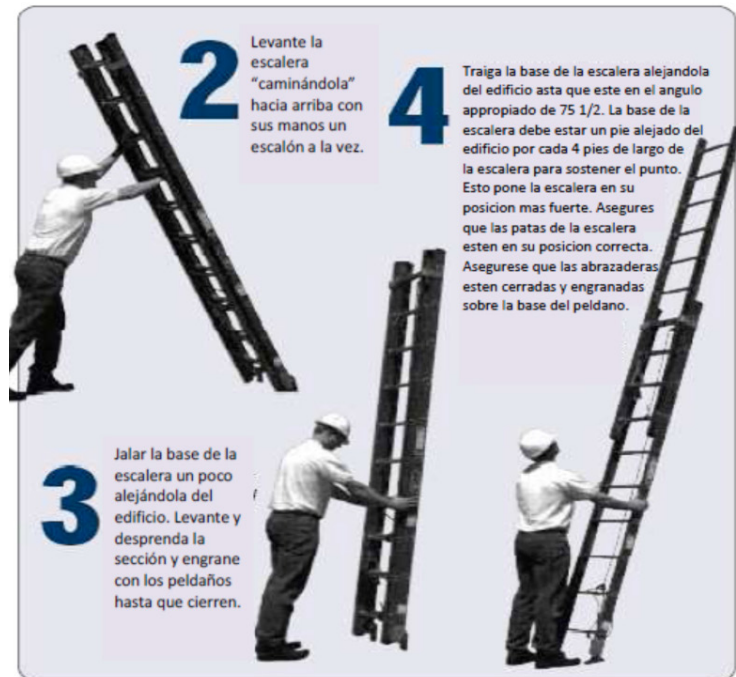 2
Levante la
escalera
“caminándola”
hacia arriba con
sus manos un
escalón a la vez.
4
Traiga la base de la escalera alejandola
del edificio asta que este en el angulo
appropiado de 75 1/2. La base de la
escalera debe estar un pie alejado del
edificio por cada 4 pies de largo de
la escalera para sostener el punto.
Esto pone la escalera en su
posicion mas fuerte. Asegures
que las patas de la escalera
esten en su posicion correcta.
Asegurese que las abrazaderas
esten cerradas y engranadas
sobre la base del peldano.
3
Jalar la base de la
escalera un poco
alejándola del
edificio. Levante y
desprenda la
sección y engrane
con los peldaños
hasta que cierren.